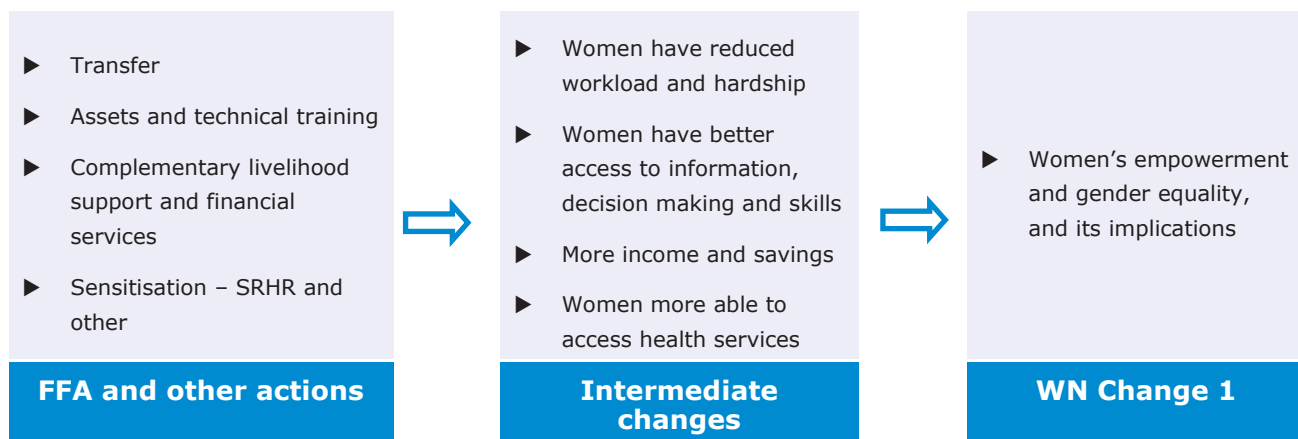 ▶ Transfer
▶ Assets and technical training
▶ Complementary livelihood
support and financial
services
▶ Sensitisation – SRHR and
other
FFA and other actions
▶ Women have reduced
workload and hardship
▶ Women have better
access to information,
decision making and skills
▶ More income and savings
▶ Women more able to
access health services
Intermediate
changes
▶ Women’s empowerment
and gender equality,
and its implications
WN Change 1